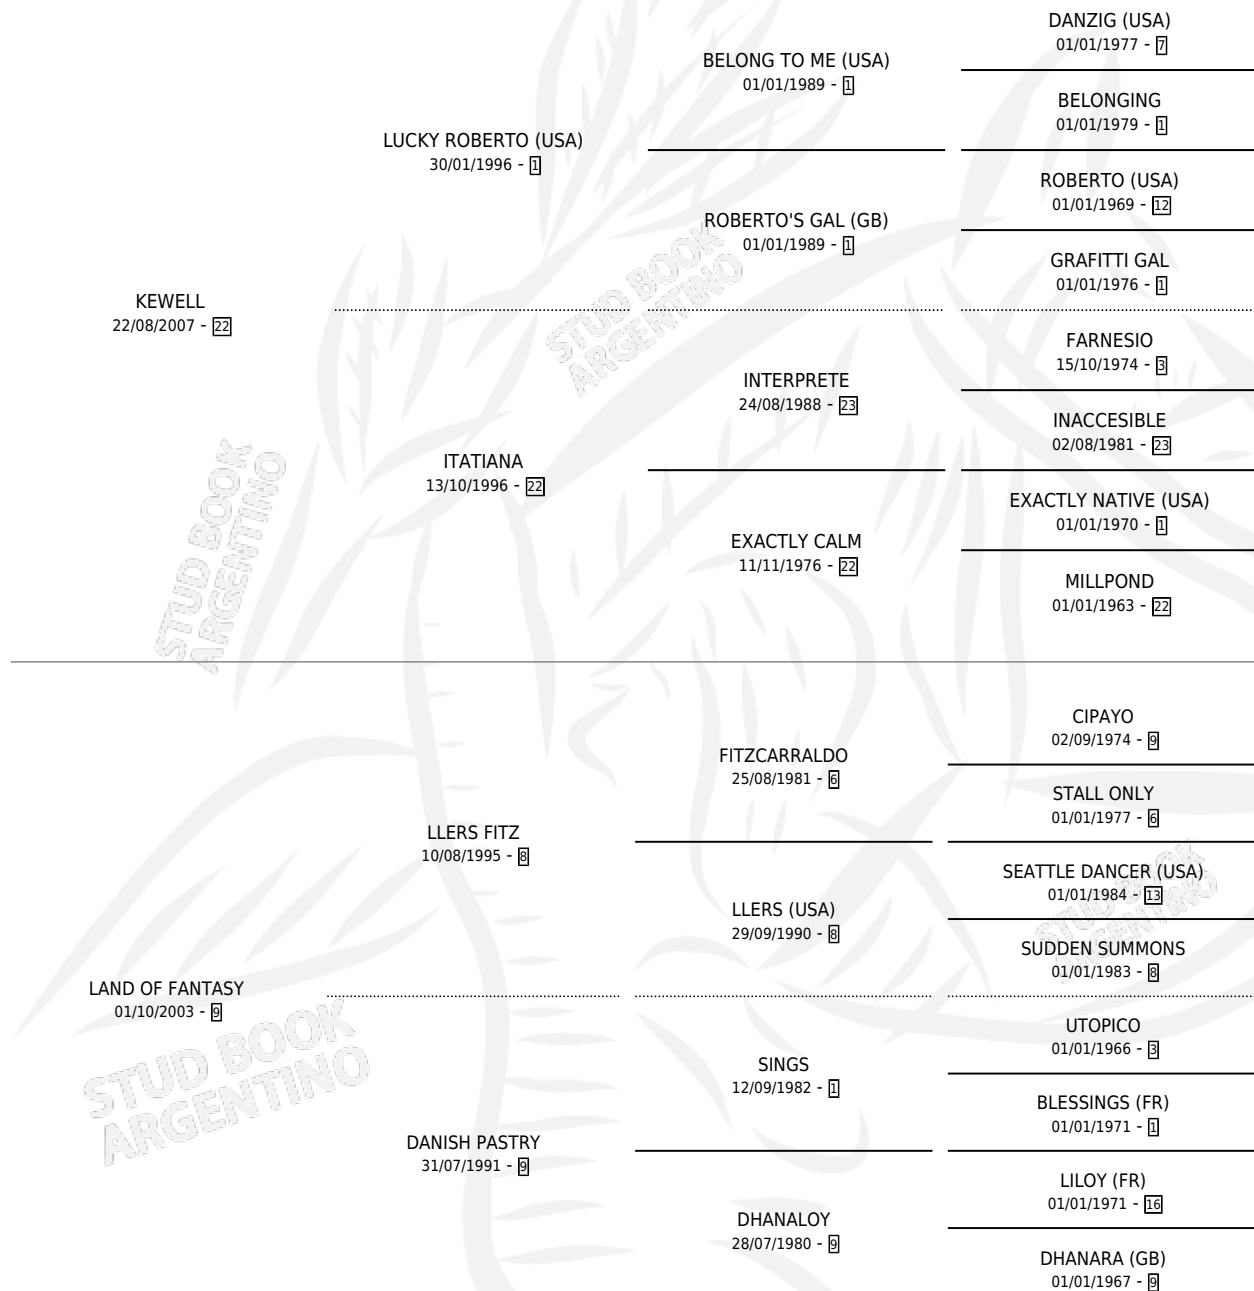 DANZIG (USA)
01/01/1977 - 7
BELONG TO ME (USA)
01/01/1989 - 1
BELONGING
01/01/1979 - 1
LUCKY ROBERTO (USA)
30/01/1996 - 1
ROBERTO (USA)
01/01/1969 - 12
ROBERTO'S GAL (GB)
01/01/1989 - 1
GRAFITTI GAL
01/01/1976 - 1
KEWELL
22/08/2007 - 22
STUD BOOK
ARGENTINO
FARNESIO
15/10/1974 - 3
INTERPRETE
24/08/1988 - 23
INACCESIBLE
02/08/1981 - 23
ITATIANA
13/10/1996 - 22
EXACTLY NATIVE (USA)
01/01/1970 - 1
EXACTLY CALM
11/11/1976 - 22
MILLPOND
01/01/1963 - 22
STUD BOOK
ARGENTINO
CIPAYO
02/09/1974 - 9
FITZCARRALDO
25/08/1981 - 6
STALL ONLY
01/01/1977 - 6
LLERS FITZ
10/08/1995 - 8
SEATTLE DANCER (USA)
01/01/1984 - 13
LLERS (USA)
29/09/1990 - 8
STUD BOOK
ARGENTINO
SUDDEN SUMMONS
01/01/1983 - 8
LAND OF FANTASY
01/10/2003 - 9
STUD BOOK
ARGENTINO
UTOPICO
01/01/1966 - 3
SINGS
12/09/1982 - 1
BLESSINGS (FR)
01/01/1971 - 1
DANISH PASTRY
31/07/1991 - 9
LILOY (FR)
01/01/1971 - 16
DHANALOY
28/07/1980 - 9
DHANARA (GB)
01/01/1967 - 9